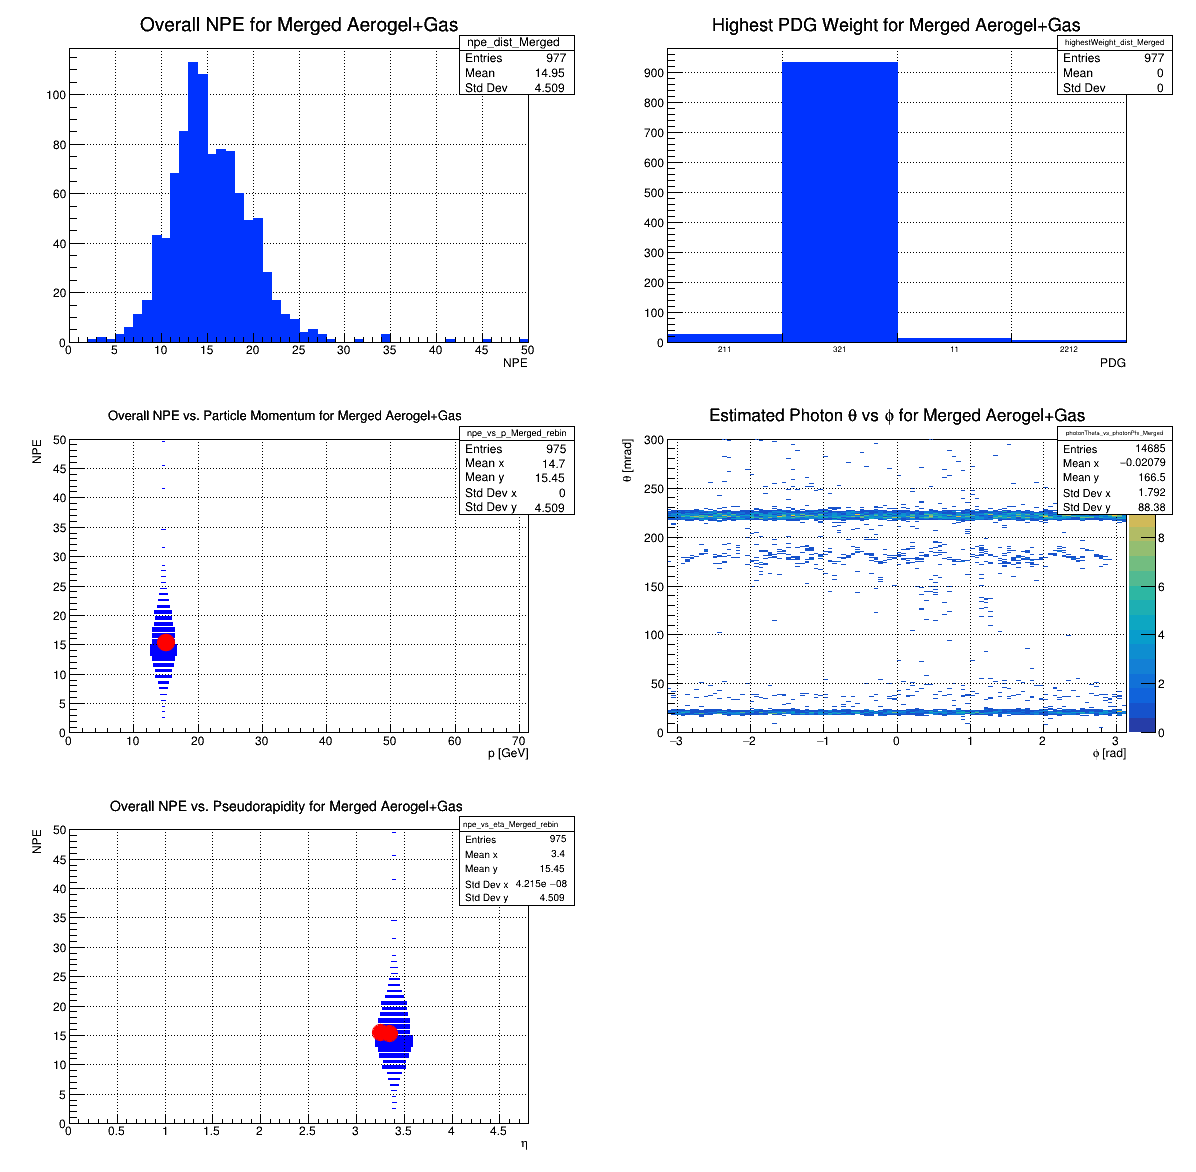 Overall NPE for Merged Aerogel+Gas
npe_dist_Merged
Entries 977
Mean 14.95
Std Dev 4.509
100
80
60
40
20
0
0 5 10 15 20 25 30 35 40 45 50
NPE
Highest PDG Weight for Merged Aerogel+Gas
highestWeight_dist_Merged
Entries 977
Mean 0
Std Dev 0
900
800
700
600
500
400
300
200
100
0
211 321 11 2212
PDG
Overall NPE vs. Particle Momentum for Merged Aerogel+Gas
npe_vs_p_Merged_rebin
Entries 975
Mean x 14.7
Mean y 15.45
Std Dev x 0
Std Dev y 4.509
NPE
50
45
40
35
30
25
20
15
10
5
0
0 10 20 30 40 50 60 70
p [GeV]
Estimated Photon θ vs ϕ for Merged Aerogel+Gas
photonTheta_vs_photonPhi_Merged
Entries 14685
Mean x −0.02079
Mean y 166.5
Std Dev x 1.792
Std Dev y 88.38
θ [mrad]
300
250
200
150
100
50
0
−3 −2 −1 0 1 2 3
ϕ [rad]
8
6
4
2
0
Overall NPE vs. Pseudorapidity for Merged Aerogel+Gas
npe_vs_eta_Merged_rebin
Entries 975
Mean x 3.4
Mean y 15.45
Std Dev x 4.215e −08
Std Dev y 4.509
NPE
50
45
40
35
30
25
20
15
10
5
0
0 0.5 1 1.5 2 2.5 3 3.5 4 4.5
η